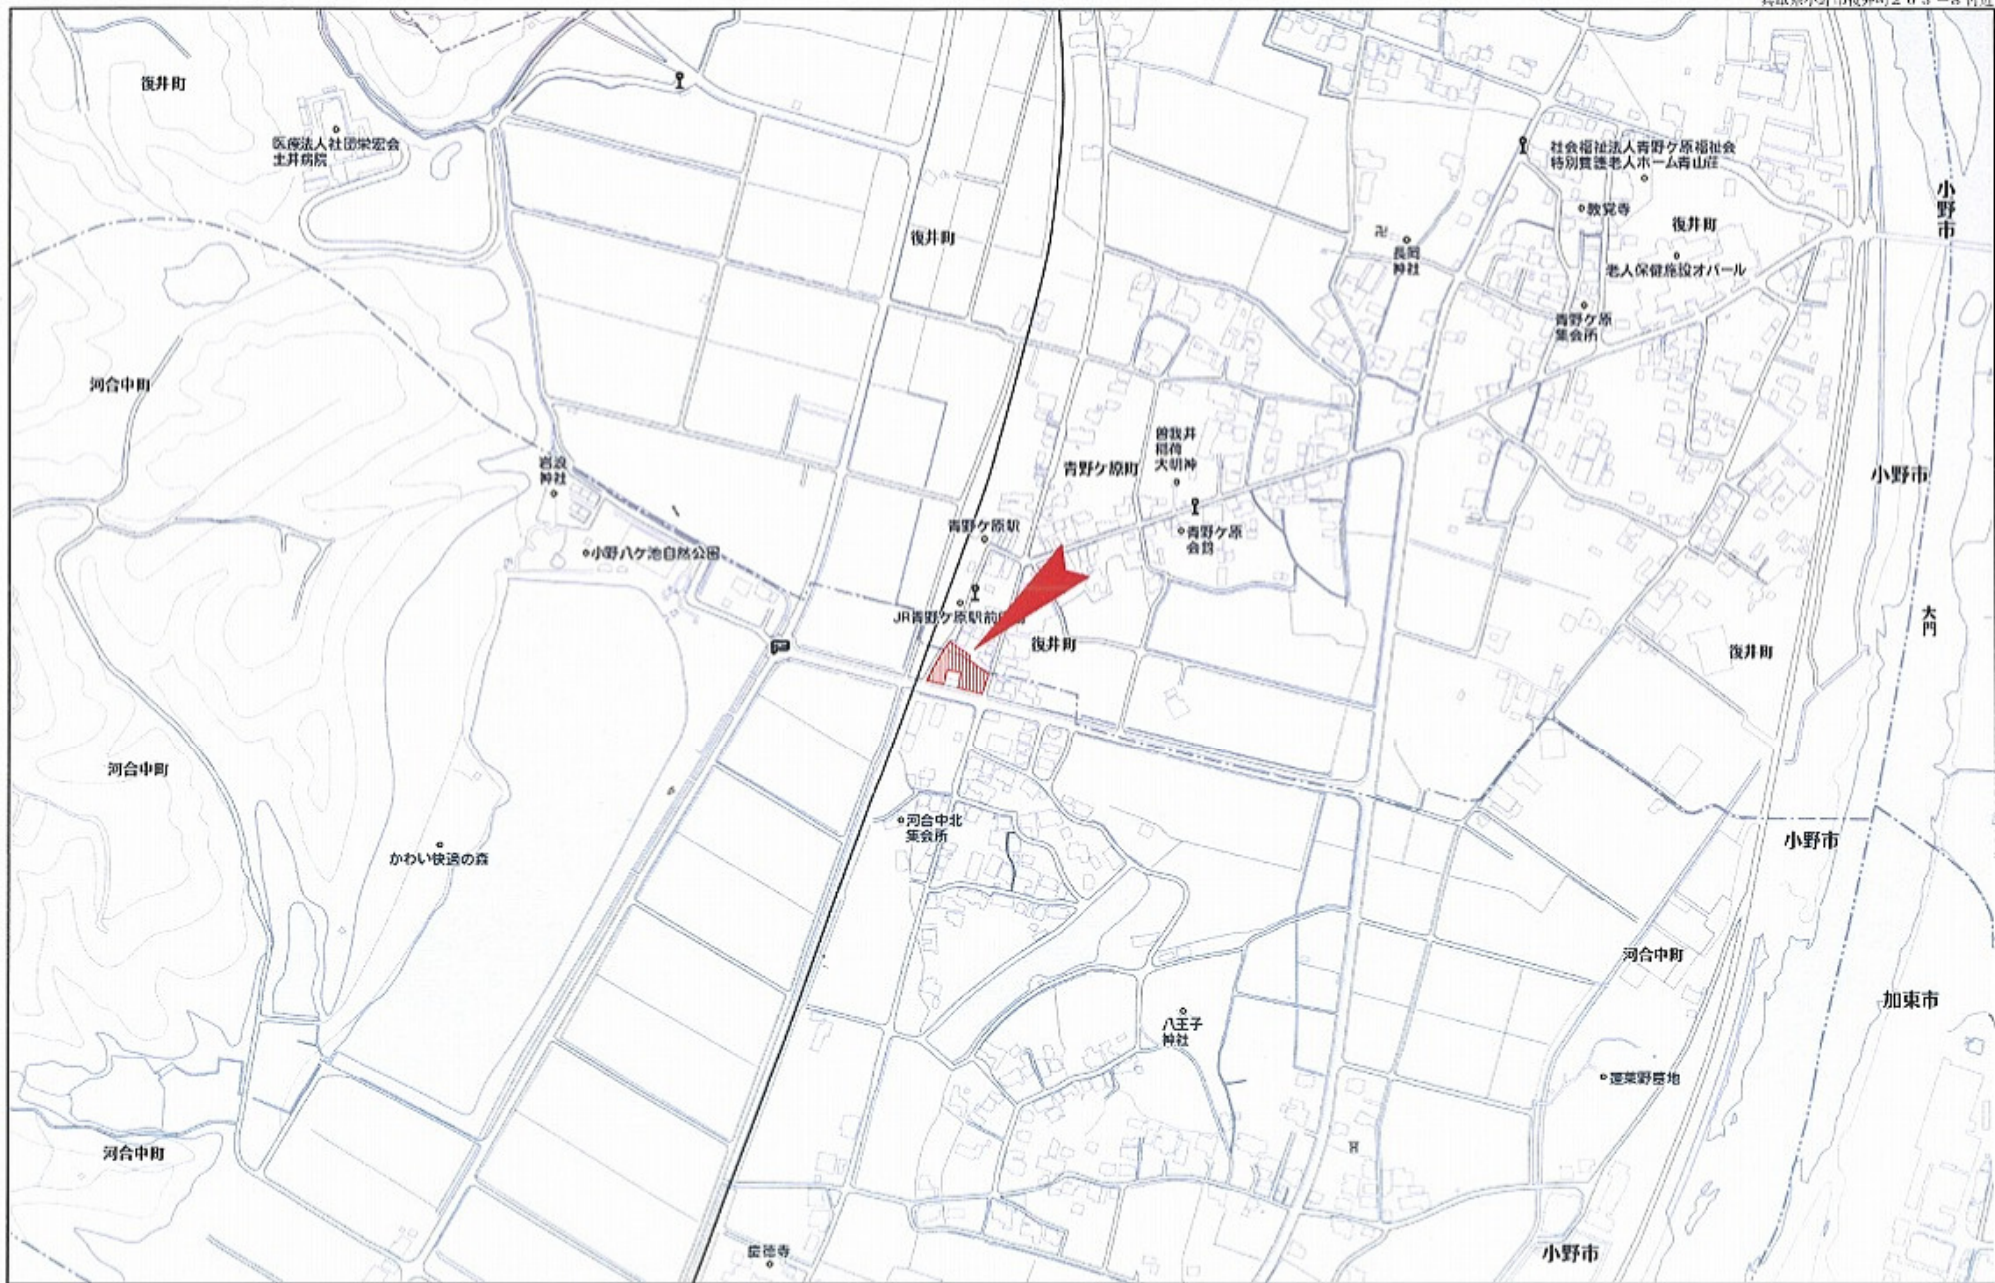 復井町
医療法人社団栄宏会
土井病院
社会福祉法人青野ケ原福祉会
特別養護老人ホーム青山荘
小野市
教覚寺
復井町
復井町
長岡
神社
老人保健施設オパール
青野ケ原
集会所
河合中町
曽我井
稲荷
大明神
青野ケ原町
岩波
神社
小野市
青野ケ原駅
青野ケ原
会館
小野八ケ池自然公園
JR青野ケ原駅前
大門
復井町
復井町
河合中町
河合中北
集会所
小野市
かわい快適の森
河合中町
加東市
八王子
神社
蓬莱野墓地
河合中町
慶徳寺
小野市